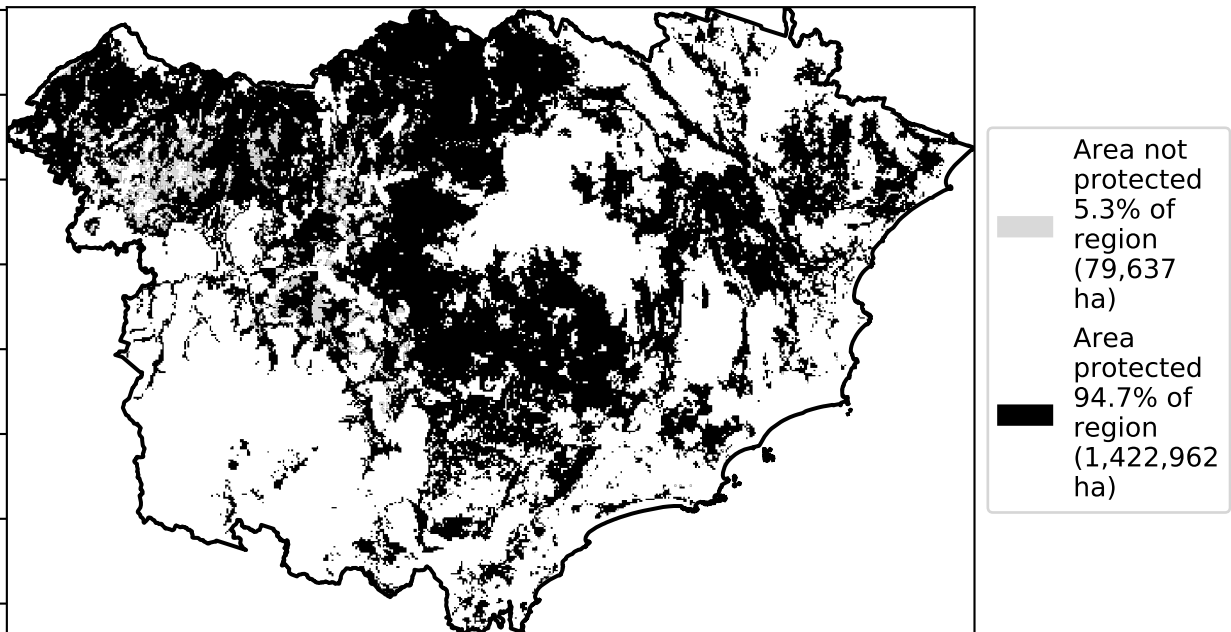 Area not
protected
5.3% of
region
(79,637
ha)
Area
protected
94.7% of
region
(1,422,962
ha)